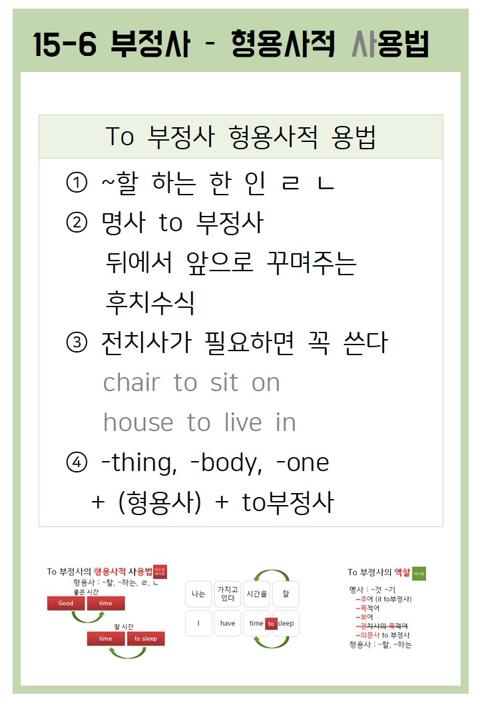 15-6 부정사 - 형용사적 사용법
To 부정사 형용사적 용법
① ~할 하는 한 인 ㄹ ㄴ
② 명사 to 부정사
뒤에서 앞으로 꾸며주는
후치수식
③ 전치사가 필요하면 꼭 쓴다
chair to sit on
house to live in
④ -thing, -body, -one
+ (형용사) + to부정사
To 부정사의 형용사적 사용법
형용사 : ~할, ~하는, ㄹ, ㄴ
좋은 시간
Good time
잘 시간
time to sleep
나는 가지고 있다 시간을 잘
I have time to sleep
To 부정사의 역할
명사 : ~것 ~기
–주어 (it to부정사)
–목적어
–보어
–전치사의 목적어
–의문사 to 부정사
형용사 : ~할, ~하는